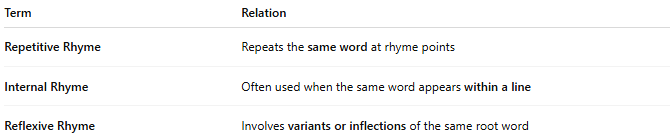 Term Relation
Repetitive Rhyme Repeats the same word at rhyme points
Internal Rhyme Often used when the same word appears within a line
Reflexive Rhyme Involves variants or inflections of the same root word